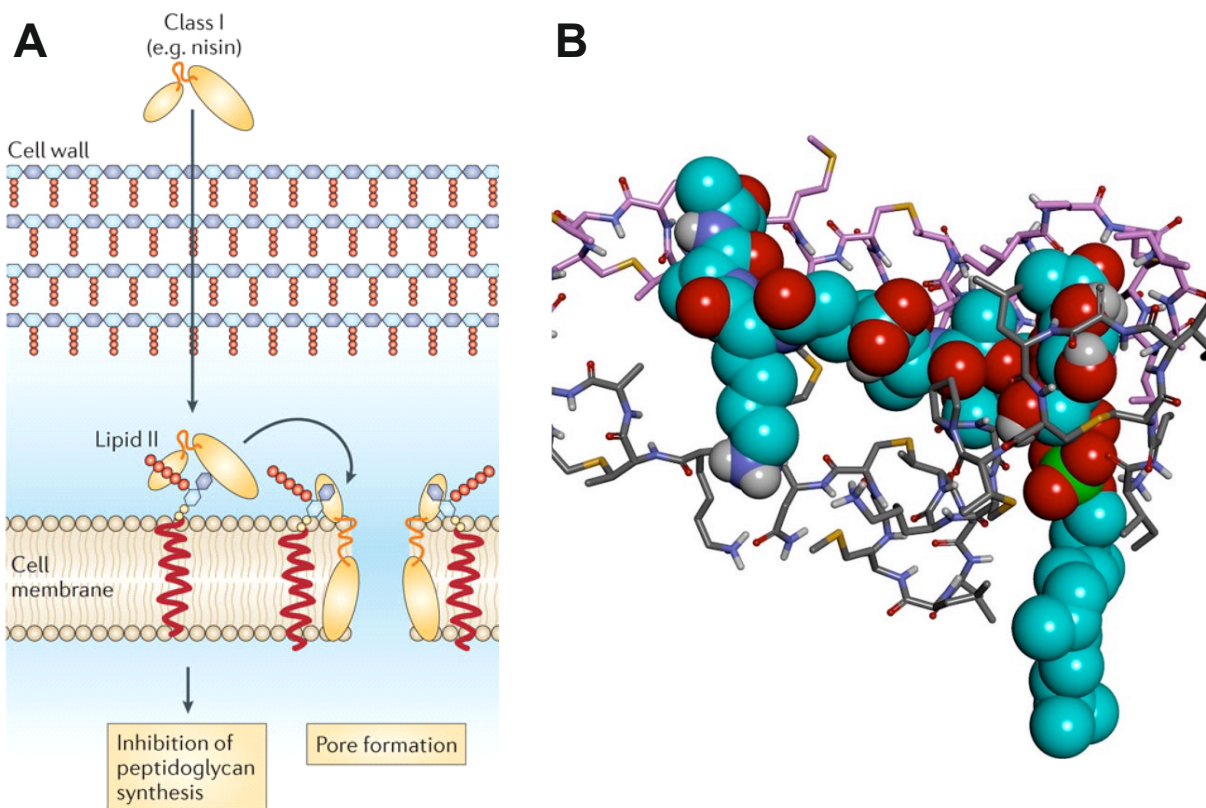 A
B
Class I
(e.g. nisin)
Cell wall
Lipid II
Cell
membrane
Inhibition of
peptidoglycan
synthesis
Pore formation